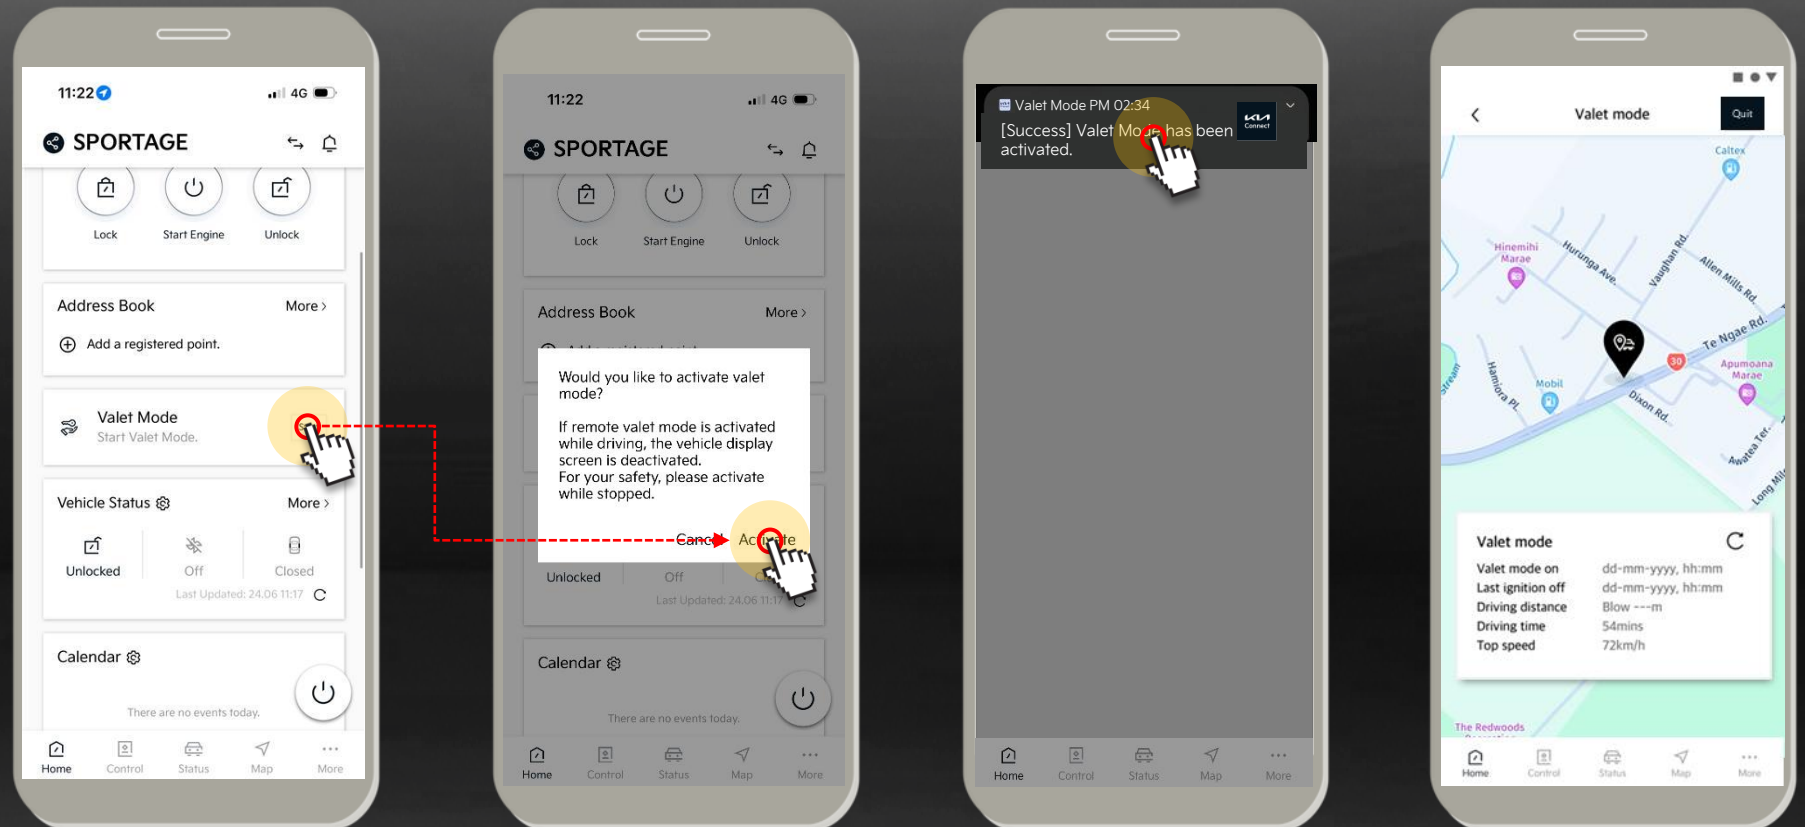 11:22
4G
SPORTAGE
Lock
Start Engine
Unlock
Address Book
More >
Add a registered point.
Valet Mode
Start Valet Mode.
Vehicle Status
More >
Unlocked
Off
Closed
Last Updated: 24.06 11:17
Calendar
There are no events today.
Home
Control
Status
Map
More
11:22
4G
SPORTAGE
Lock
Start Engine
Unlock
Address Book
More >
Would you like to activate valet
mode?
If remote valet mode is activated
while driving, the vehicle display
screen is deactivated.
For your safety, please activate
while stopped.
Cancel
Activate
Unlocked
Off
Last Updated: 24.06 11:17
Calendar
There are no events today.
Home
Control
Status
Map
More
Valet Mode PM 02:34
[Success] Valet Mode has been
activated.
KIA
Connect
Home
Control
Status
Map
More
Valet mode
Quit
Caltex
Hinemihi
Marae
Hurunga Ave.
Vaughan Rd.
Allen Mills Rd.
Te Ngae Rd.
30
Apumoana
Marae
Stream
Hamiora Pl.
Mobil
Dixon Rd.
Awatea Ter.
Long Mil
Valet mode
Valet mode on dd-mm-yyyy, hh:mm
Last ignition off dd-mm-yyyy, hh:mm
Driving distance Blow ---m
Driving time 54mins
Top speed 72km/h
The Redwoods
Home
Control
Status
Map
More